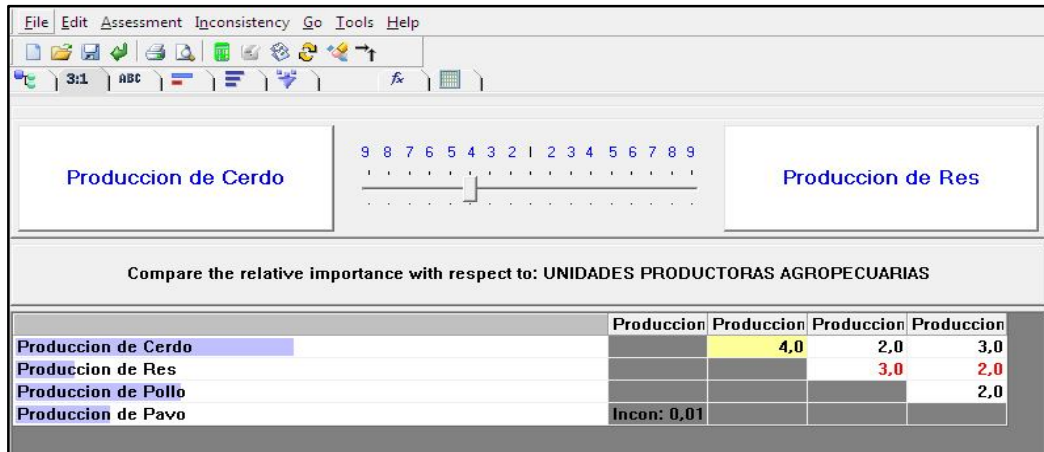 File Edit Assessment Inconsistency Go Tools Help
3:1 ABC fx
9 8 7 6 5 4 3 2 1 2 3 4 5 6 7 8 9
Produccion de Cerdo Produccion de Res
Compare the relative importance with respect to: UNIDADES PRODUCTORAS AGROPECUARIAS
Produccion Produccion Produccion Produccion
Produccion de Cerdo 4,0 2,0 3,0
Produccion de Res 3,0 2,0
Produccion de Pollo 2,0
Produccion de Pavo Incon: 0,01